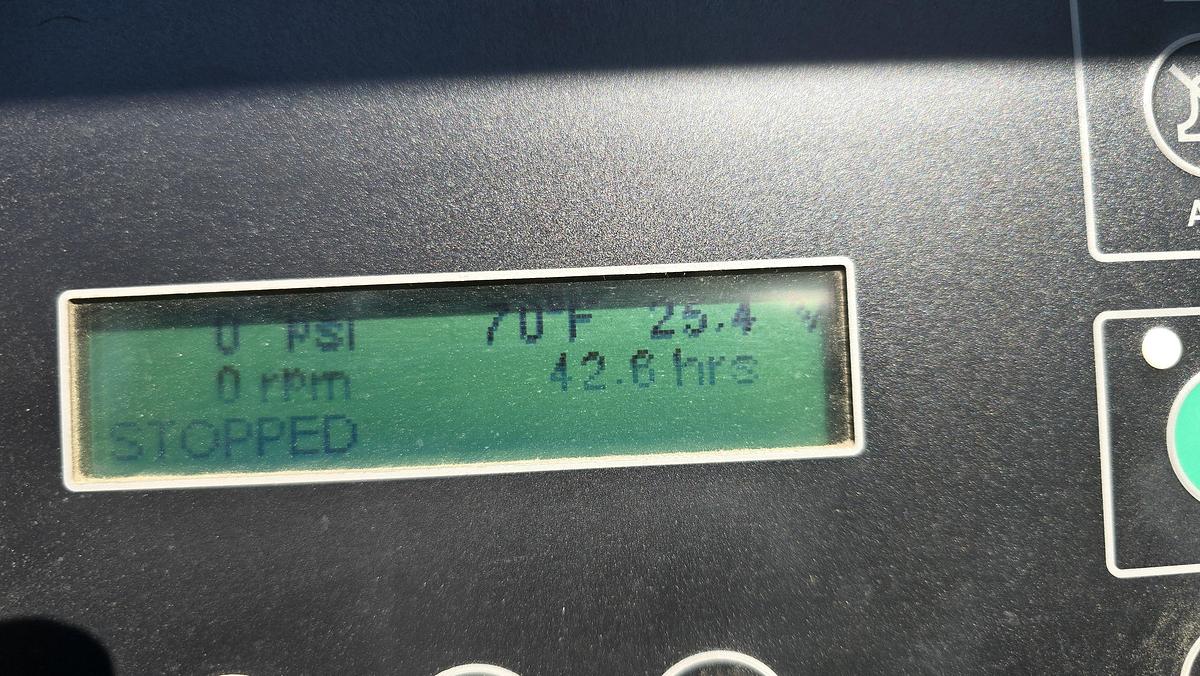 0 psi 70°F 25.4 v
0 rpm 42.6 hrs
STOPPED